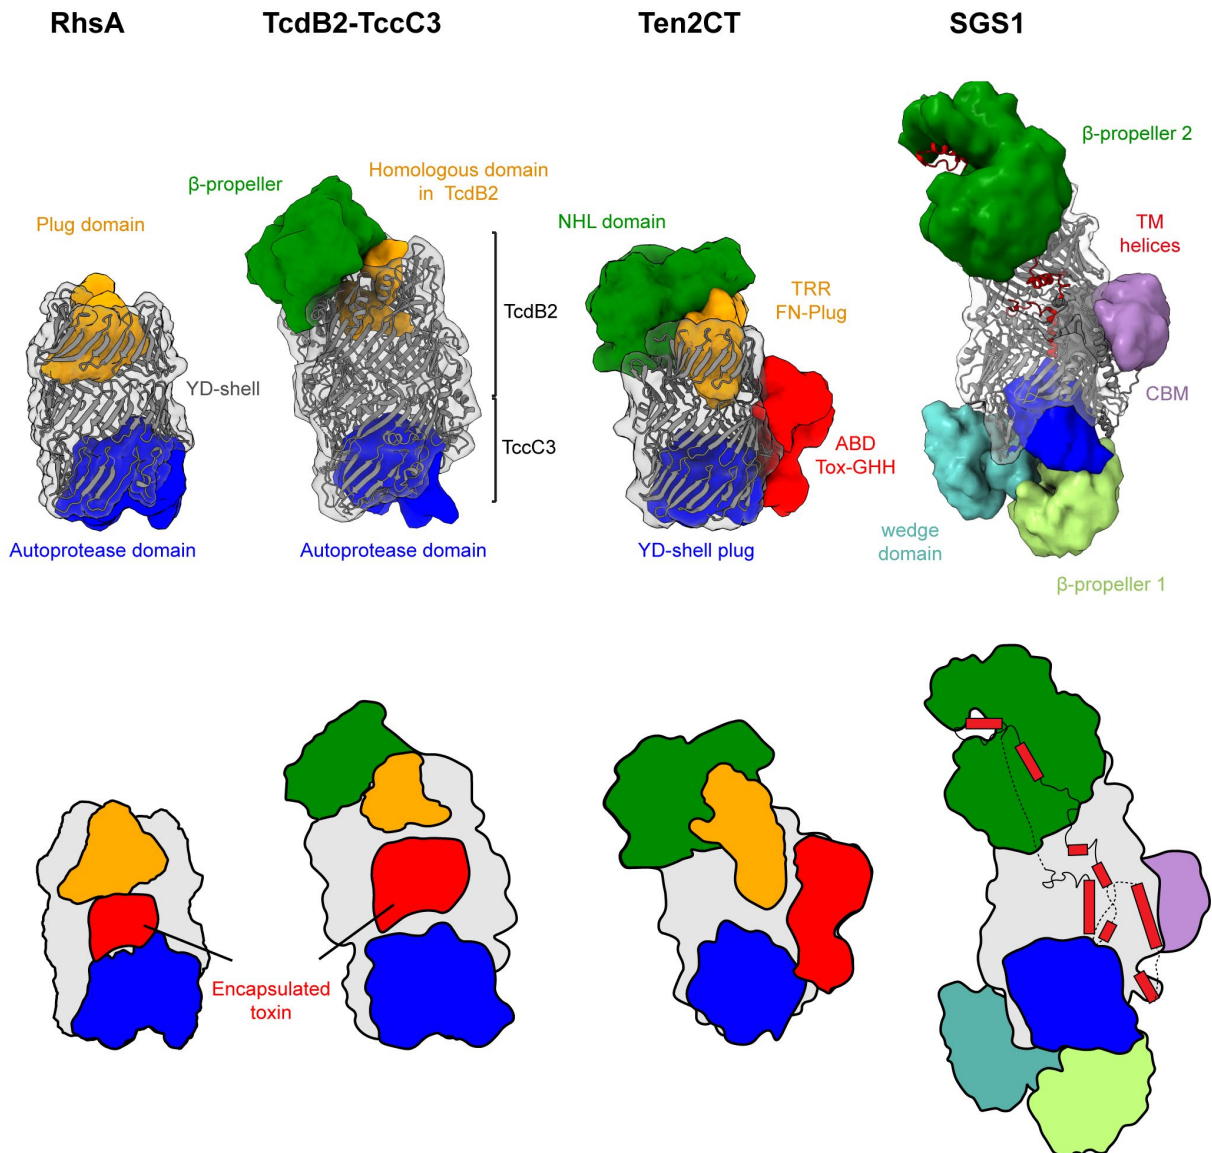 RhsA
TcdB2-TccC3
Ten2CT
SGS1
β-propeller 2
β-propeller
Homologous domain
in TcdB2
Plug domain
NHL domain
TM
helices
TRR
FN-Plug
TcdB2
YD-shell
CBM
TccC3
ABD
Tox-GHH
wedge
domain
Autoprotease domain
Autoprotease domain
YD-shell plug
β-propeller 1
Encapsulated
toxin